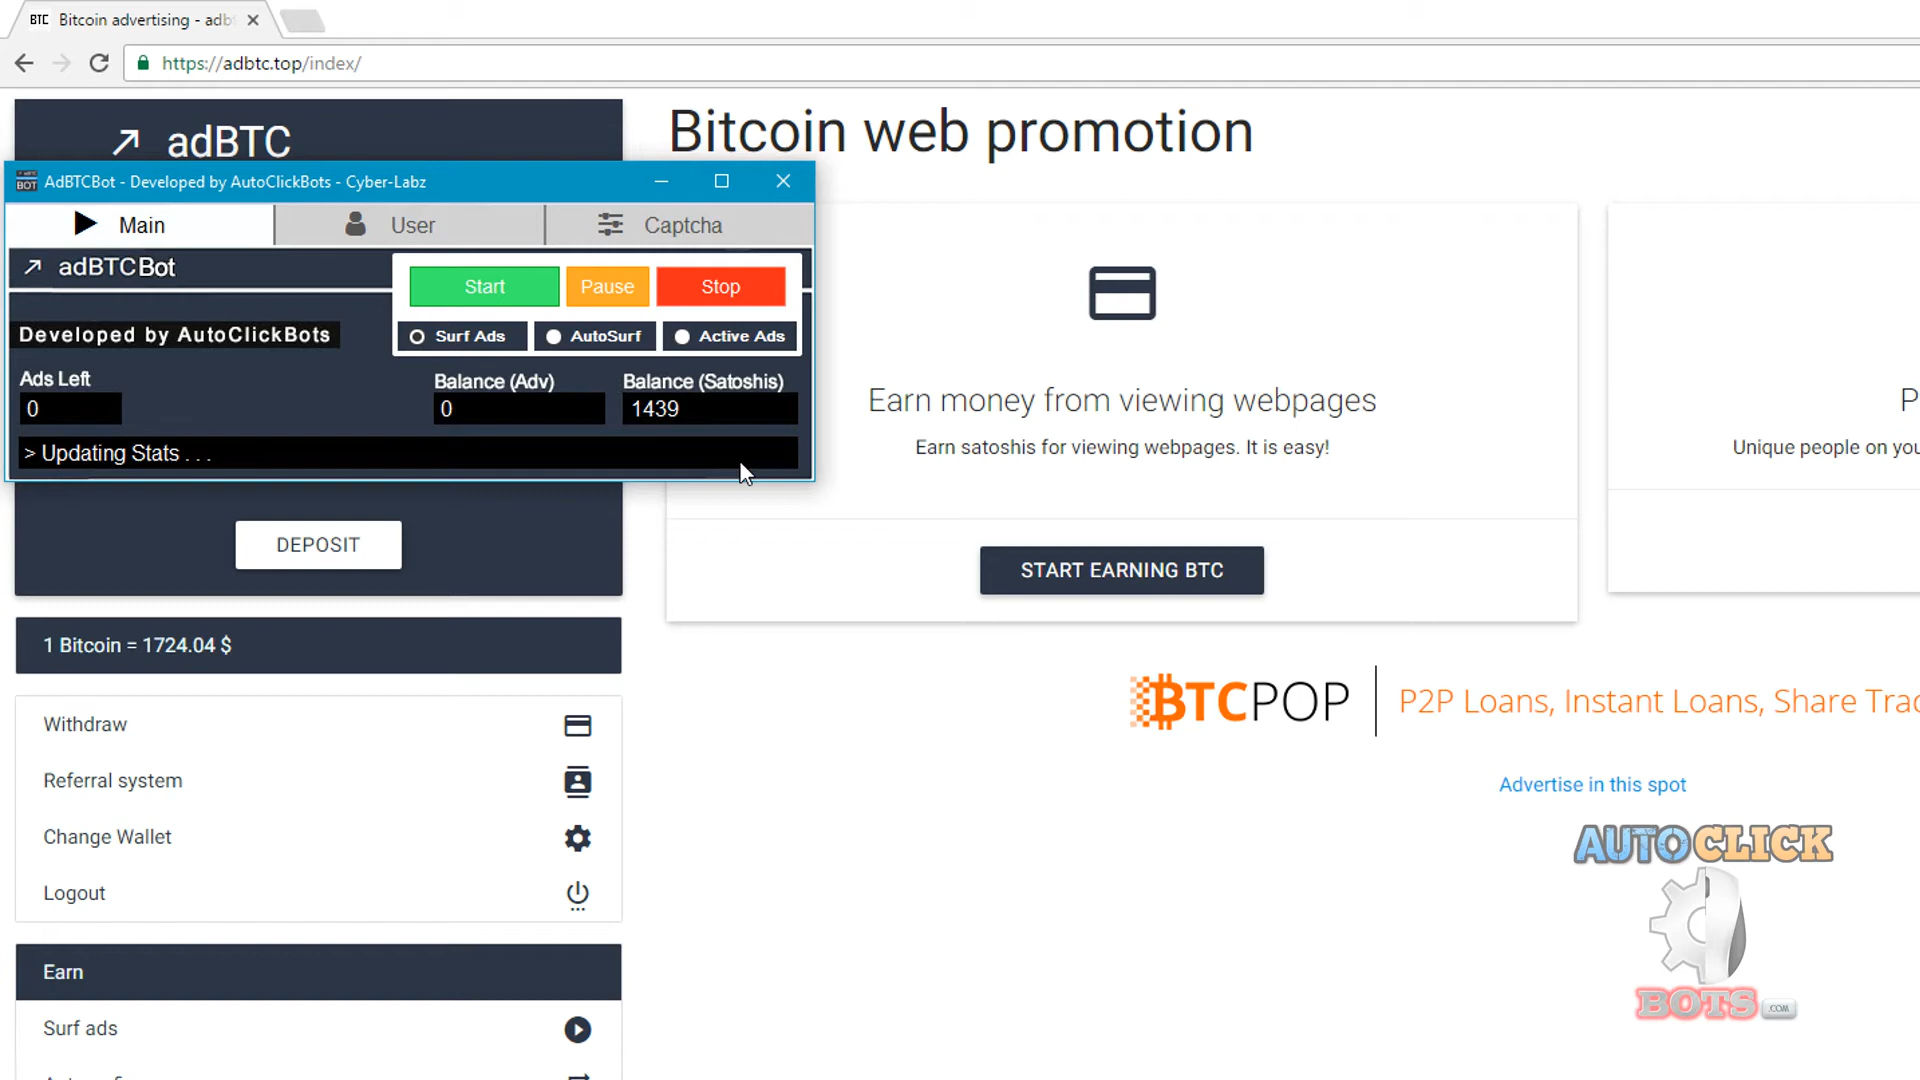 BTC Bitcoin advertising - adb
https://adbtc.top/index/
adBTC
Bitcoin web promotion
BOT AdBTCBot - Developed by AutoClickBots - Cyber-Labz
Main User Captcha
adBTCBot
Start Pause Stop
Developed by AutoClickBots
Surf Ads AutoSurf Active Ads
Ads Left Balance (Adv) Balance (Satoshis)
0 0 1439
> Updating Stats . . .
Earn money from viewing webpages
Earn satoshis for viewing webpages. It is easy!
START EARNING BTC
P
Unique people on you
DEPOSIT
1 Bitcoin = 1724.04 $
Withdraw
Referral system
Change Wallet
Logout
Earn
Surf ads
BTCPOP P2P Loans, Instant Loans, Share Trad
Advertise in this spot
AUTOCLICK
BOTS.COM